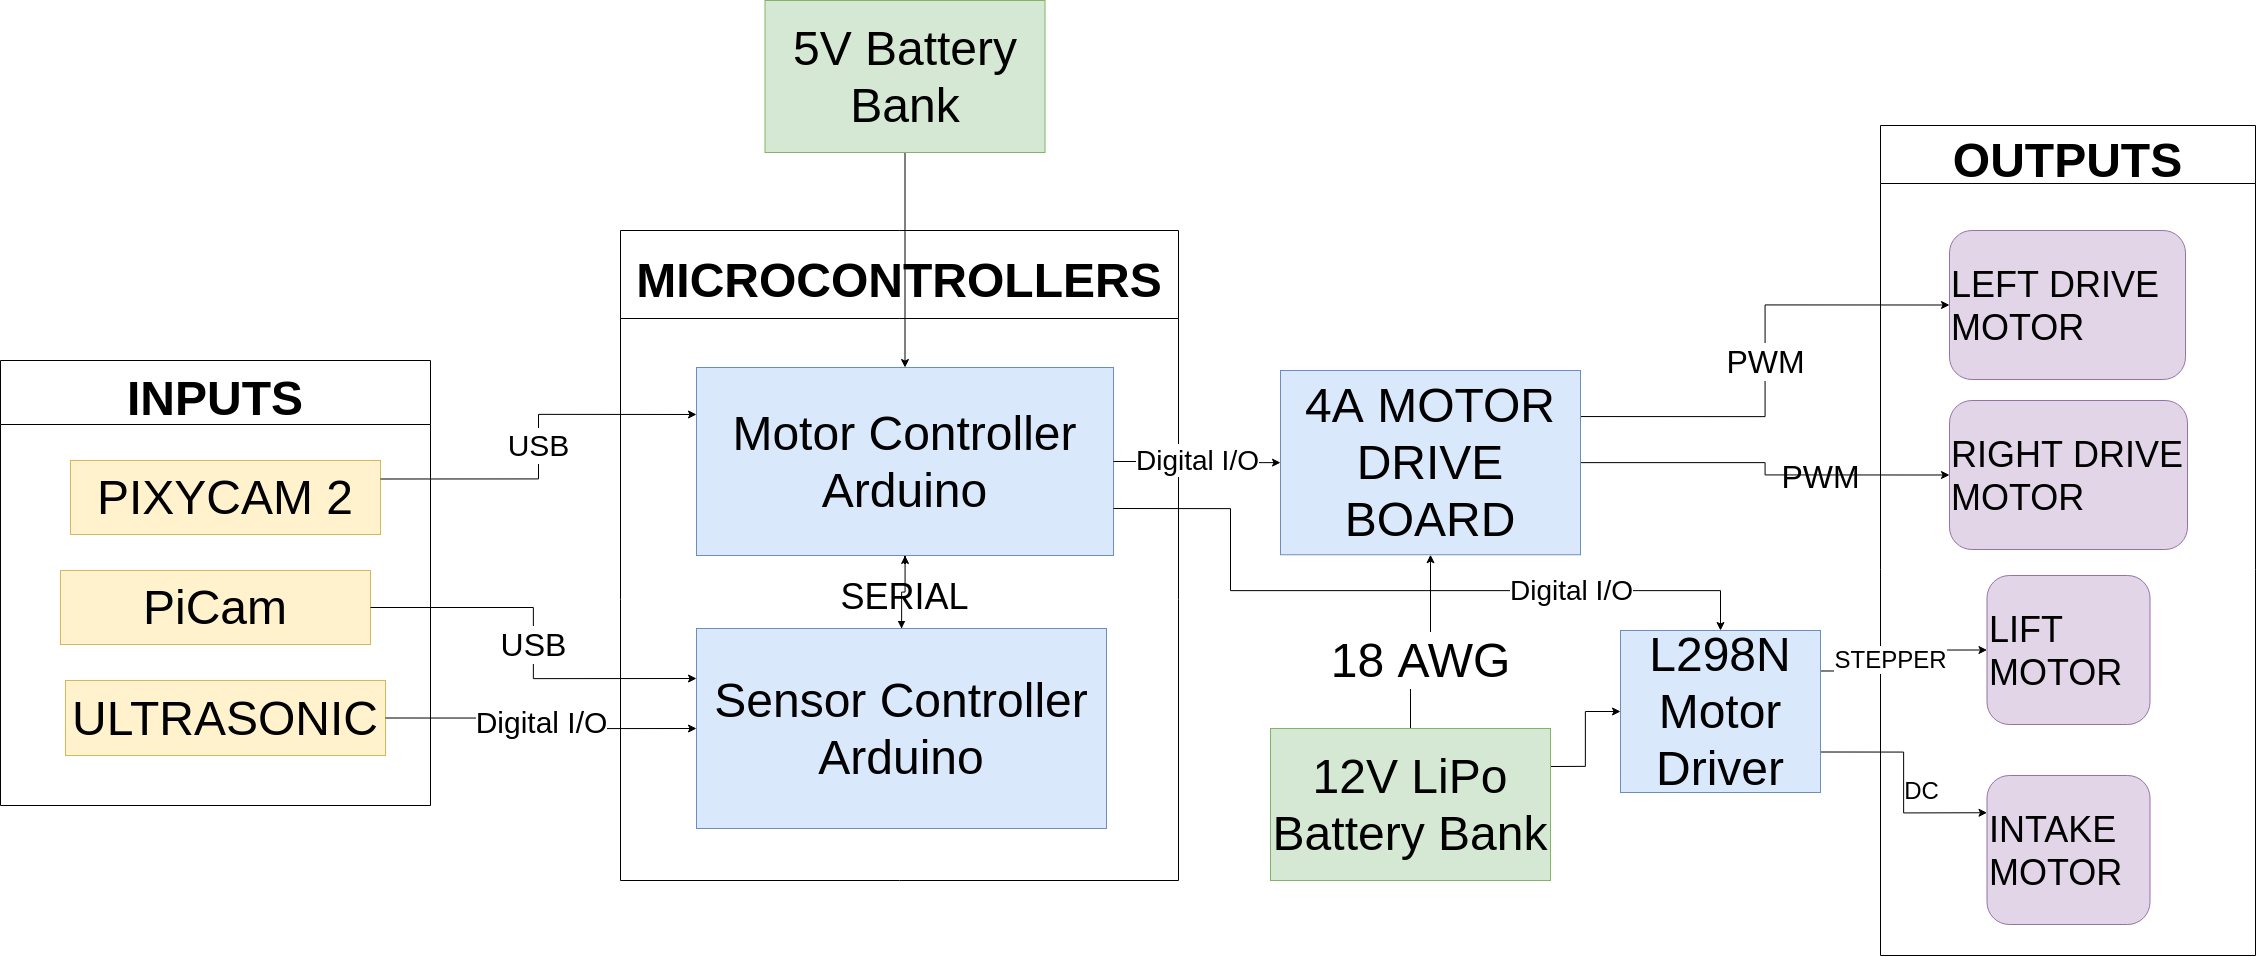 5V Battery
Bank
OUTPUTS
MICROCONTROLLERS
LEFT DRIVE
MOTOR
INPUTS
USB
PIXYCAM 2
Motor Controller
Arduino
Digital I/O
4A MOTOR
DRIVE
BOARD
PWM
PWM
RIGHT DRIVE
MOTOR
PiCam
USB
SERIAL
Digital I/O
18 AWG
ULTRASONIC
Digital I/O
Sensor Controller
Arduino
L298N
Motor
Driver
STEPPER
LIFT
MOTOR
12V LiPo
Battery Bank
DC
INTAKE
MOTOR